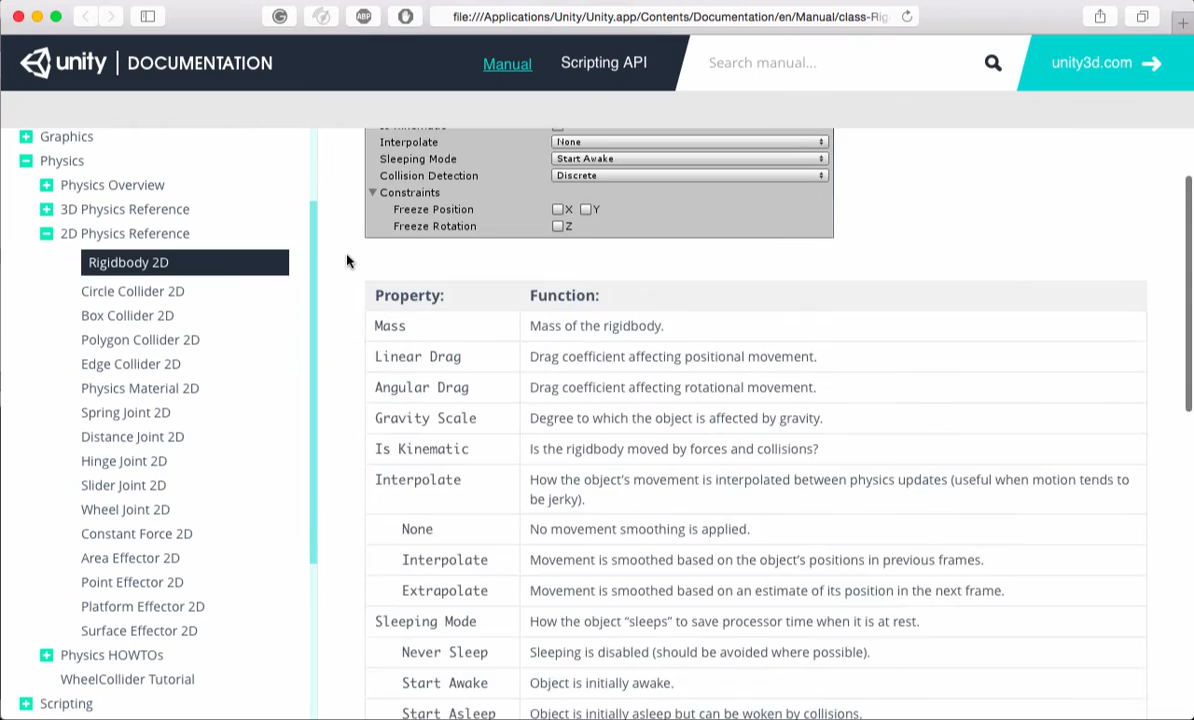 ABP
file:///Applications/Unity/Unity.app/Contents/Documentation/en/Manual/class-Rig
unity | DOCUMENTATION
Manual
Scripting API
Search manual...
unity3d.com
Graphics
Physics
Physics Overview
3D Physics Reference
2D Physics Reference
Rigidbody 2D
Circle Collider 2D
Box Collider 2D
Polygon Collider 2D
Edge Collider 2D
Physics Material 2D
Spring Joint 2D
Distance Joint 2D
Hinge Joint 2D
Slider Joint 2D
Wheel Joint 2D
Constant Force 2D
Area Effector 2D
Point Effector 2D
Platform Effector 2D
Surface Effector 2D
Physics HOWTOs
WheelCollider Tutorial
Scripting
Interpolate None
Sleeping Mode Start Awake
Collision Detection Discrete
Constraints
Freeze Position X Y
Freeze Rotation Z
Property: Function:
Mass Mass of the rigidbody.
Linear Drag Drag coefficient affecting positional movement.
Angular Drag Drag coefficient affecting rotational movement.
Gravity Scale Degree to which the object is affected by gravity.
Is Kinematic Is the rigidbody moved by forces and collisions?
Interpolate How the object's movement is interpolated between physics updates (useful when motion tends to
be jerky).
None No movement smoothing is applied.
Interpolate Movement is smoothed based on the object's positions in previous frames.
Extrapolate Movement is smoothed based on an estimate of its position in the next frame.
Sleeping Mode How the object “sleeps” to save processor time when it is at rest.
Never Sleep Sleeping is disabled (should be avoided where possible).
Start Awake Object is initially awake.
Start Asleep Object is initially asleep but can be woken by collisions.